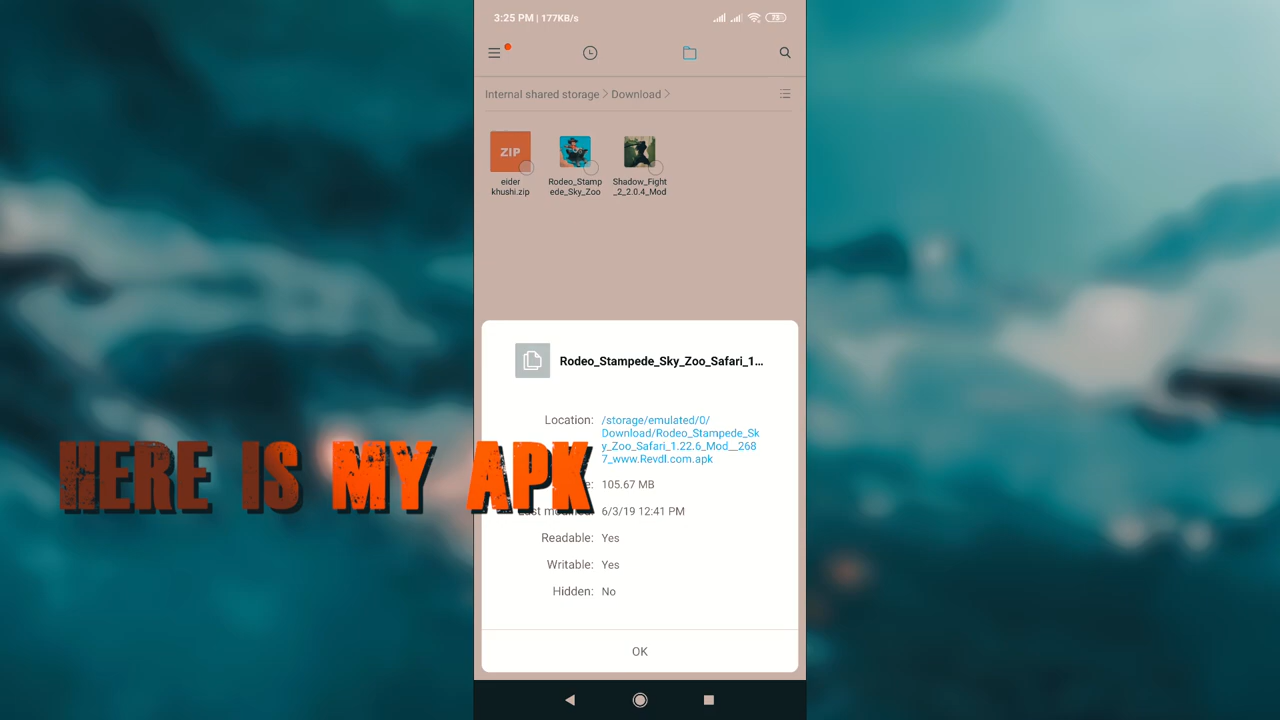 3:25 PM | 177KB/s
73
Internal shared storage > Download >
ZIP
eider
khushi.zip
Rodeo_Stamp
ede_Sky_Zoo
Shadow_Fight
_2_2.0.4_Mod
Rodeo_Stampede_Sky_Zoo_Safari_1...
Location: /storage/emulated/0/
Download/Rodeo_Stampede_Sk
y_Zoo_Safari_1.22.6_Mod__268
7_www.Revdl.com.apk
HERE IS MY APK
105.67 MB
6/3/19 12:41 PM
Readable: Yes
Writable: Yes
Hidden: No
OK